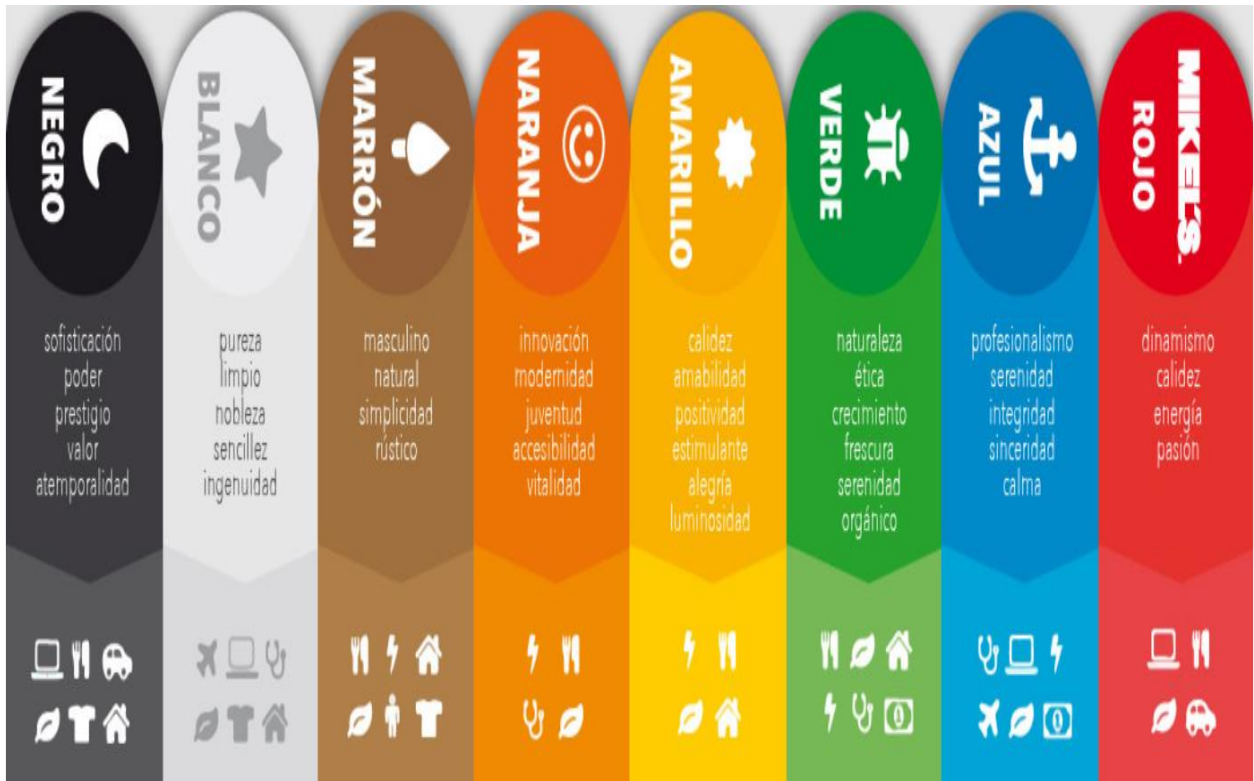 NEGRO
sofisticación
poder
prestigio
valor
atemporalidad
BLANCO
pureza
limpio
nobleza
sencillez
ingenuidad
MARRÓN
masculino
natural
simplicidad
rústico
NARANJA
innovación
modernidad
juventud
accesibilidad
vitalidad
AMARILLO
calidez
amabilidad
positividad
estimulante
alegría
luminosidad
VERDE
naturaleza
ética
crecimiento
frescura
serenidad
orgánico
AZUL
profesionalismo
serenidad
integridad
sinceridad
calma
MIKEL'S.
ROJO
dinamismo
calidez
energía
pasión